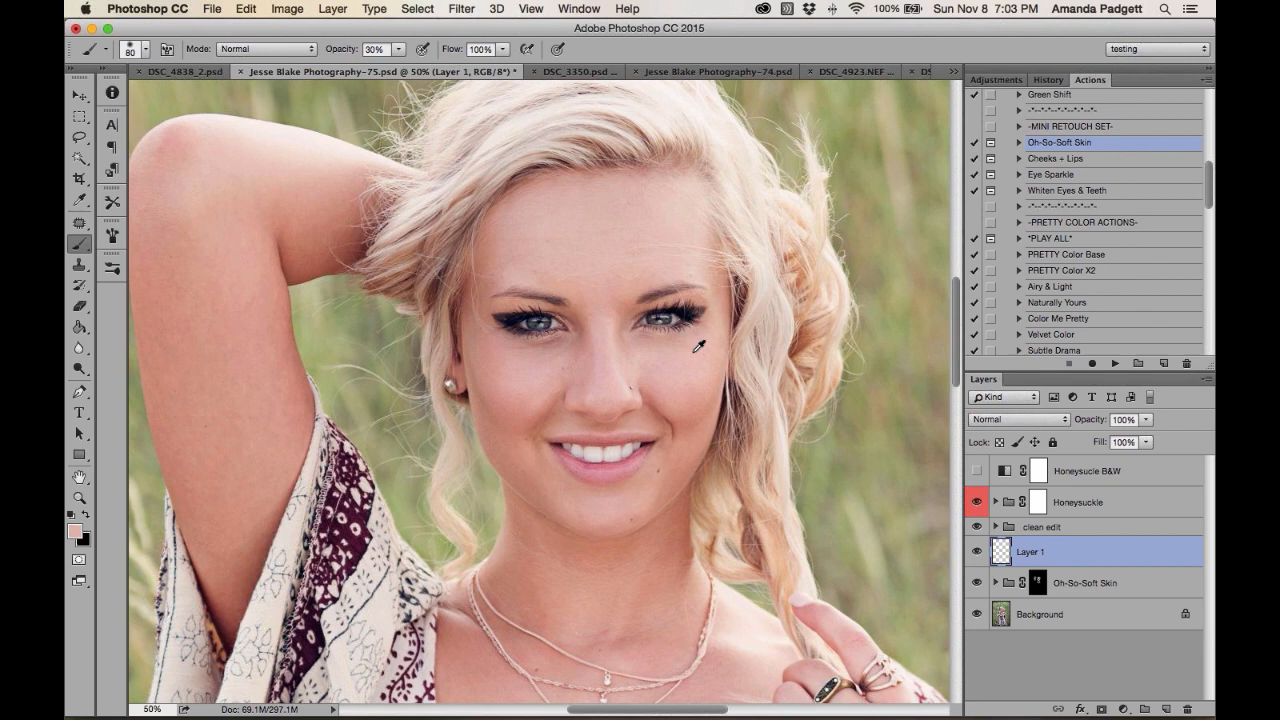 Photoshop CC File Edit Image Layer Type Select Filter 3D View Window Help 100% Sun Nov 8 7:03 PM Amanda Padgett
Adobe Photoshop CC 2015
80 Mode: Normal Opacity: 30% Flow: 100% testing
× DSC_4838_2.psd × Jesse Blake Photography-75.psd @ 50% (Layer 1, RGB/8*) * × DSC_3350.psd ... × Jesse Blake Photography-74.psd × DSC_4923.NEF ... × >>
Adjustments History Actions
Green Shift
-*--*--*--*--*--*--*-
-MINI RETOUCH SET-
Oh-So-Soft Skin
Cheeks + Lips
Eye Sparkle
Whiten Eyes & Teeth
-*--*--*--*--*--*--*-
-PRETTY COLOR ACTIONS-
*PLAY ALL*
PRETTY Color Base
PRETTY Color X2
Airy & Light
Naturally Yours
Color Me Pretty
Velvet Color
Subtle Drama
Layers
Kind
Normal Opacity: 100%
Lock: Fill: 100%
Honeysucle B&W
Honeysuckle
clean edit
Layer 1
Oh-So-Soft Skin
Background
50% Doc: 69.1M/297.1M